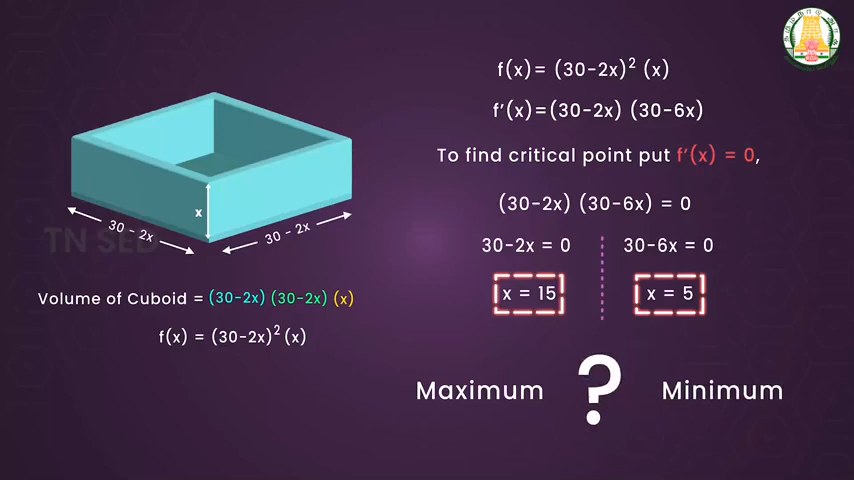 x
30 - 2x
30 - 2x
TN SED
Volume of Cuboid = (30-2x) (30-2x) (x)
f(x) = (30-2x)² (x)
f(x)= (30-2x)² (x)
f'(x)=(30-2x) (30-6x)
To find critical point put f'(x) = 0,
(30-2x) (30-6x) = 0
30-2x = 0
30-6x = 0
x = 15
x = 5
Maximum ? Minimum